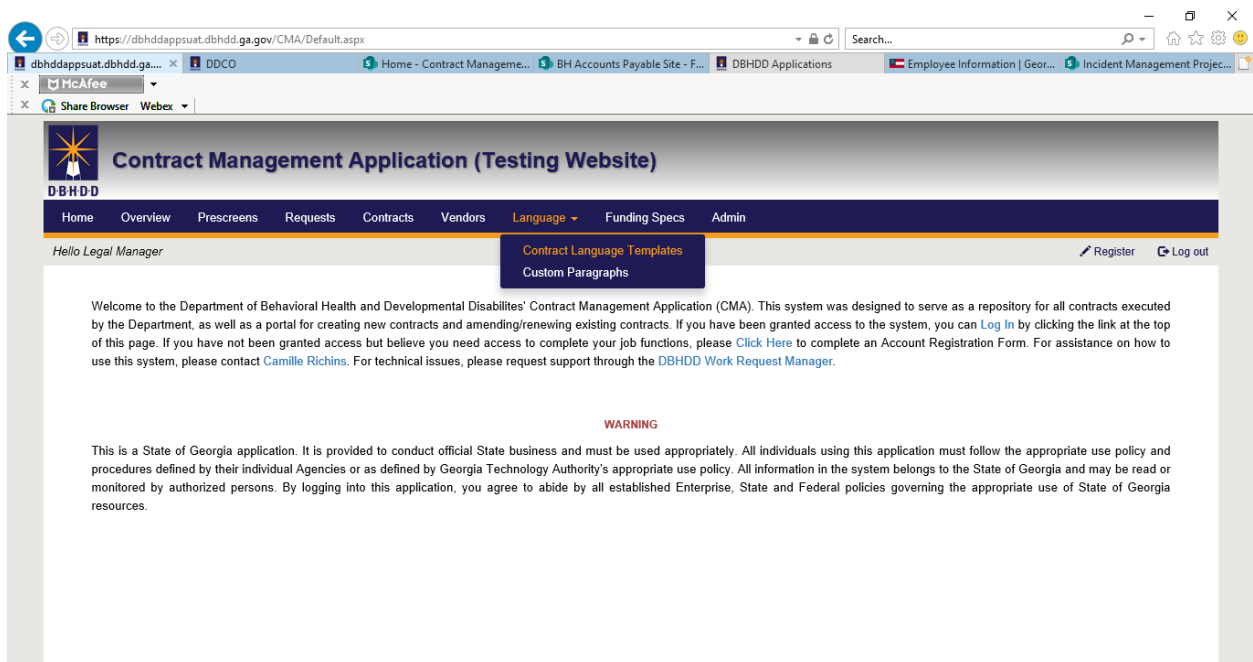 https://dbhddappsuat.dbhdd.ga.gov/CMA/Default.aspx
Search...
dbhddappsuat.dbhdd.ga.... DDCO Home - Contract Manageme... BH Accounts Payable Site - F... DBHDD Applications Employee Information | Geor... Incident Management Projec...
x McAfee
x Share Browser Webex
D·B·H·D·D
Contract Management Application (Testing Website)
Home Overview Prescreens Requests Contracts Vendors Language Funding Specs Admin
Hello Legal Manager
Contract Language Templates
Custom Paragraphs
Register Log out
Welcome to the Department of Behavioral Health and Developmental Disabilites' Contract Management Application (CMA). This system was designed to serve as a repository for all contracts executed
by the Department, as well as a portal for creating new contracts and amending/renewing existing contracts. If you have been granted access to the system, you can Log In by clicking the link at the top
of this page. If you have not been granted access but believe you need access to complete your job functions, please Click Here to complete an Account Registration Form. For assistance on how to
use this system, please contact Camille Richins. For technical issues, please request support through the DBHDD Work Request Manager.
WARNING
This is a State of Georgia application. It is provided to conduct official State business and must be used appropriately. All individuals using this application must follow the appropriate use policy and
procedures defined by their individual Agencies or as defined by Georgia Technology Authority's appropriate use policy. All information in the system belongs to the State of Georgia and may be read or
monitored by authorized persons. By logging into this application, you agree to abide by all established Enterprise, State and Federal policies governing the appropriate use of State of Georgia
resources.